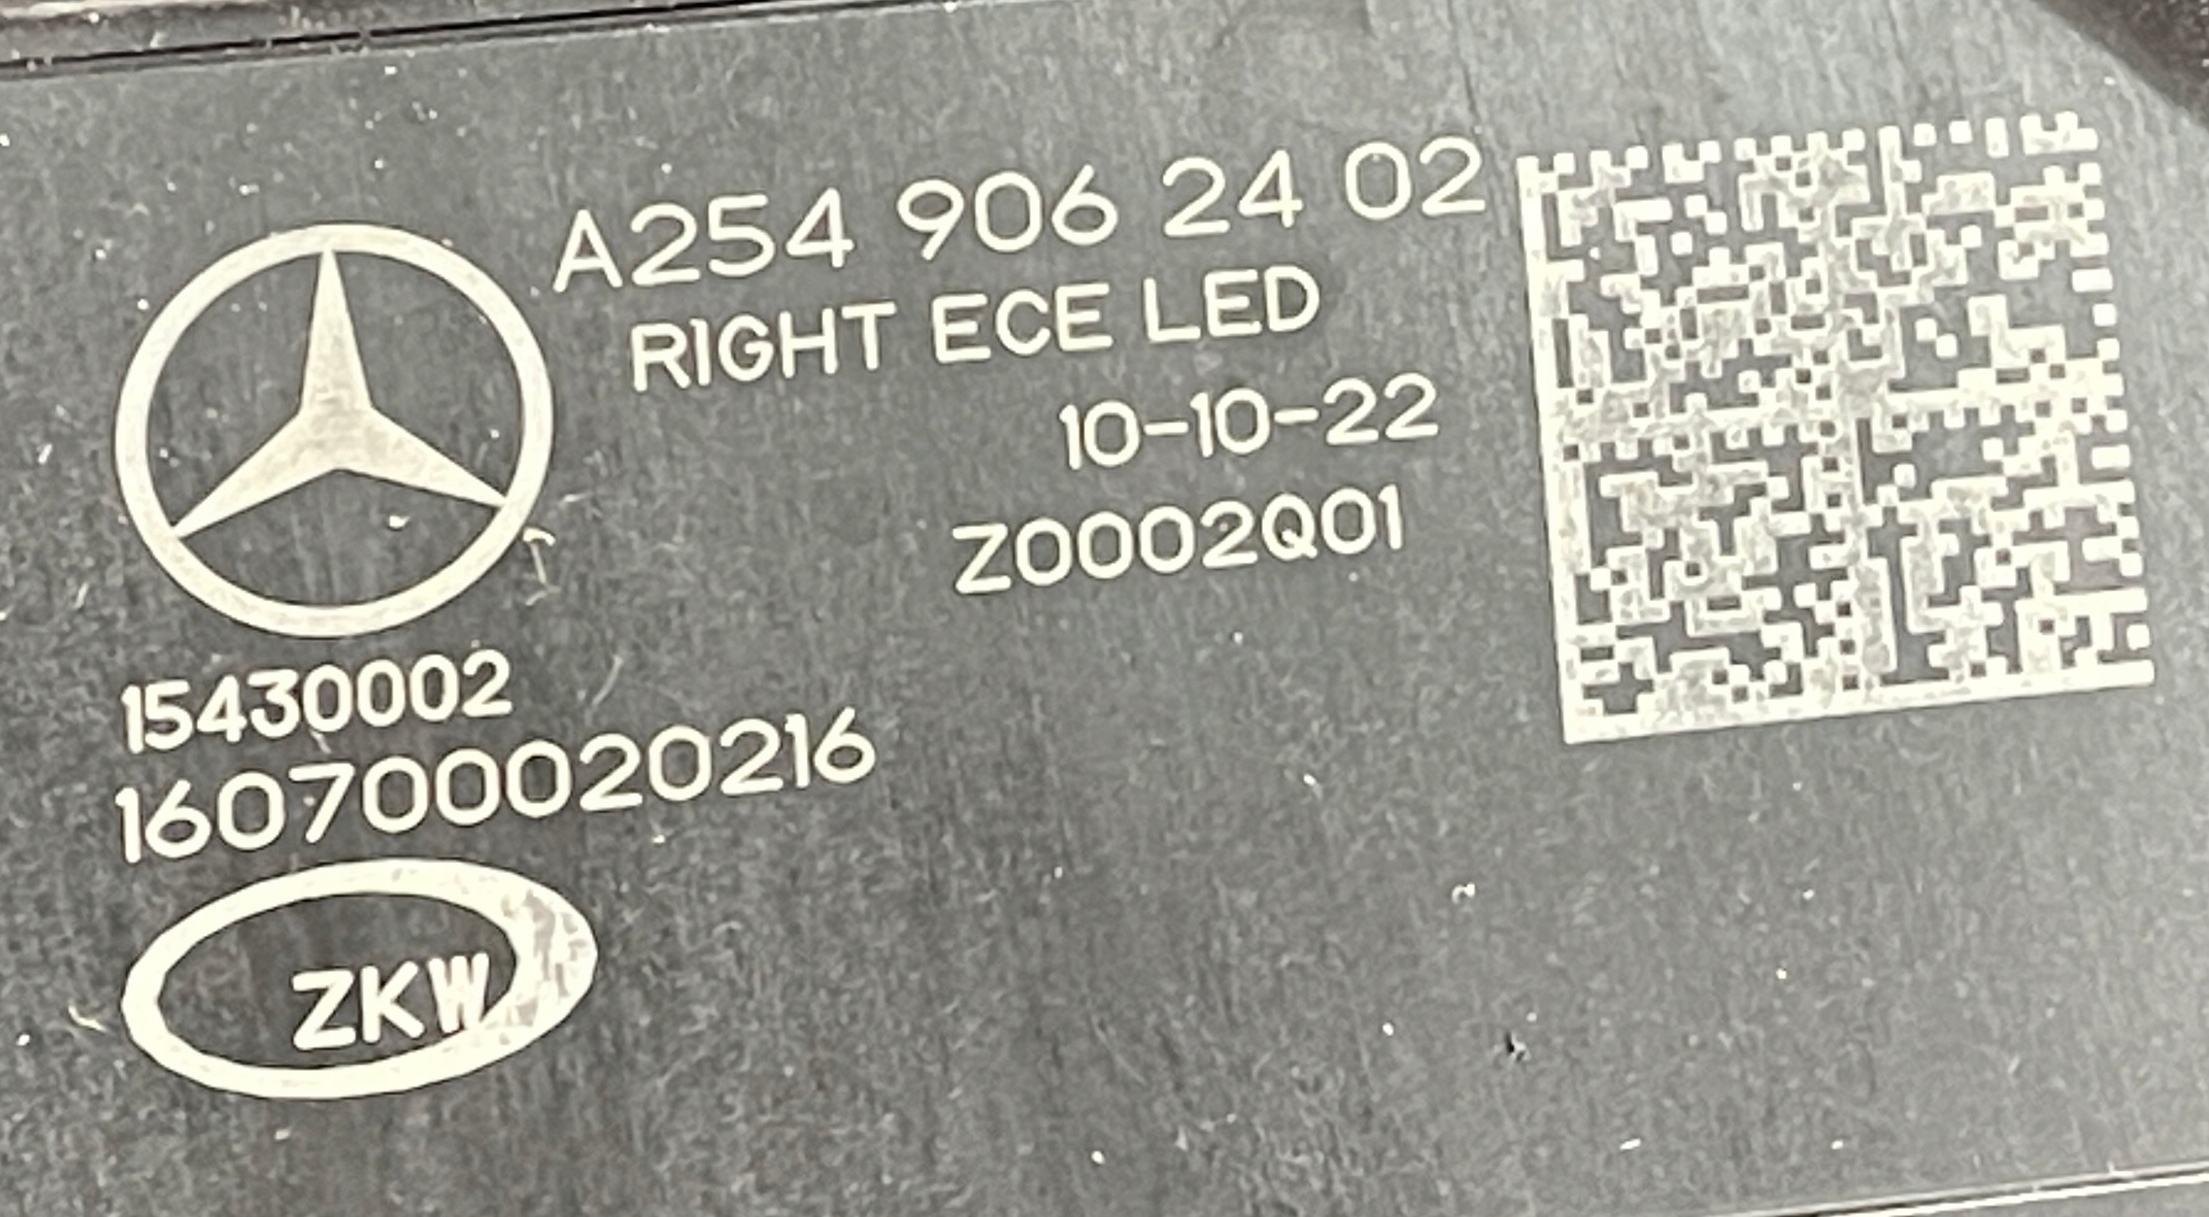 A254 906 24 02
RIGHT ECE LED
10-10-22
Z0002Q01
15430002
160700020216
ZKW